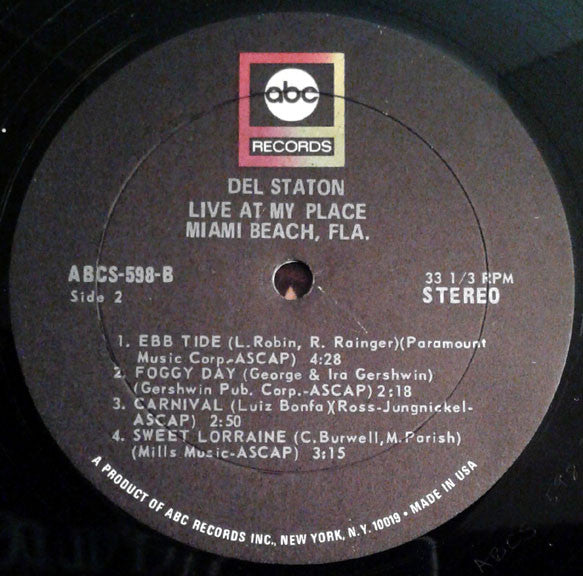 abc
RECORDS
DEL STATON
LIVE AT MY PLACE
MIAMI BEACH, FLA.
ABCS-598-B
Side 2
33 1/3 RPM
STEREO
1. EBB TIDE (L. Robin, R. Rainger)(Paramount
Music Corp.-ASCAP) 4:28
2. FOGGY DAY (George & Ira Gershwin)
(Gershwin Pub. Corp.-ASCAP) 2:18
3. CARNIVAL (Luiz Bonfa)(Ross-Jungnickel-
ASCAP) 2:50
4. SWEET LORRAINE (C. Burwell, M. Parish)
(Mills Music-ASCAP) 3:15
A PRODUCT OF ABC RECORDS INC., NEW YORK, N.Y. 10019 • MADE IN USA
ABCS